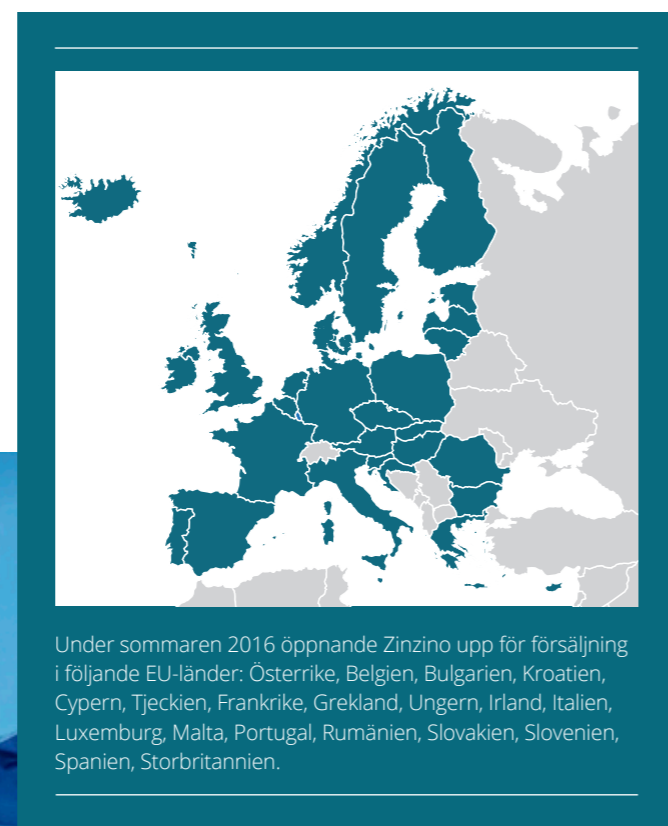 Under sommaren 2016 öppnande Zinzino upp för försäljning
i följande EU-länder: Österrike, Belgien, Bulgarien, Kroatien,
Cypern, Tjeckien, Frankrike, Grekland, Ungern, Irland, Italien,
Luxemburg, Malta, Portugal, Rumänien, Slovakien, Slovenien,
Spanien, Storbritannien.